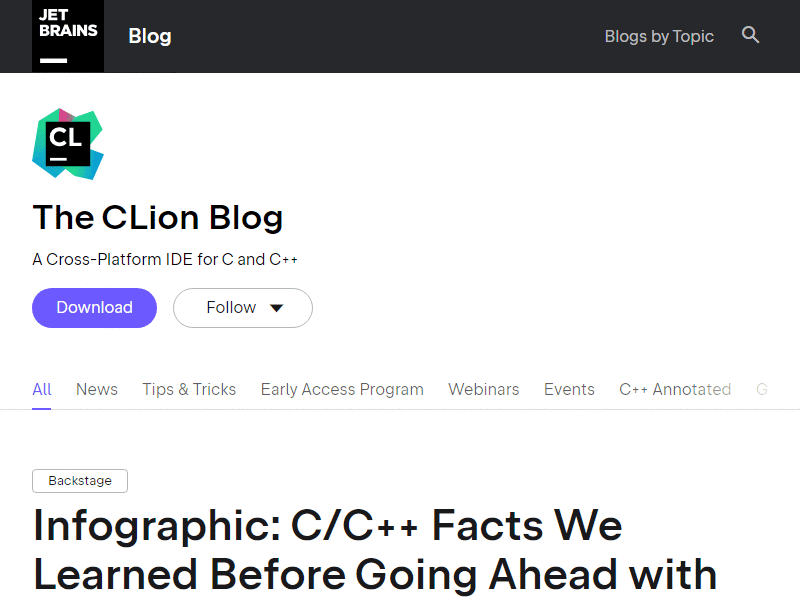 JET
BRAINS
Blog
Blogs by Topic
CL
The CLion Blog
A Cross-Platform IDE for C and C++
Download
Follow
All News Tips & Tricks Early Access Program Webinars Events C++ Annotated G
Backstage
Infographic: C/C++ Facts We
Learned Before Going Ahead with